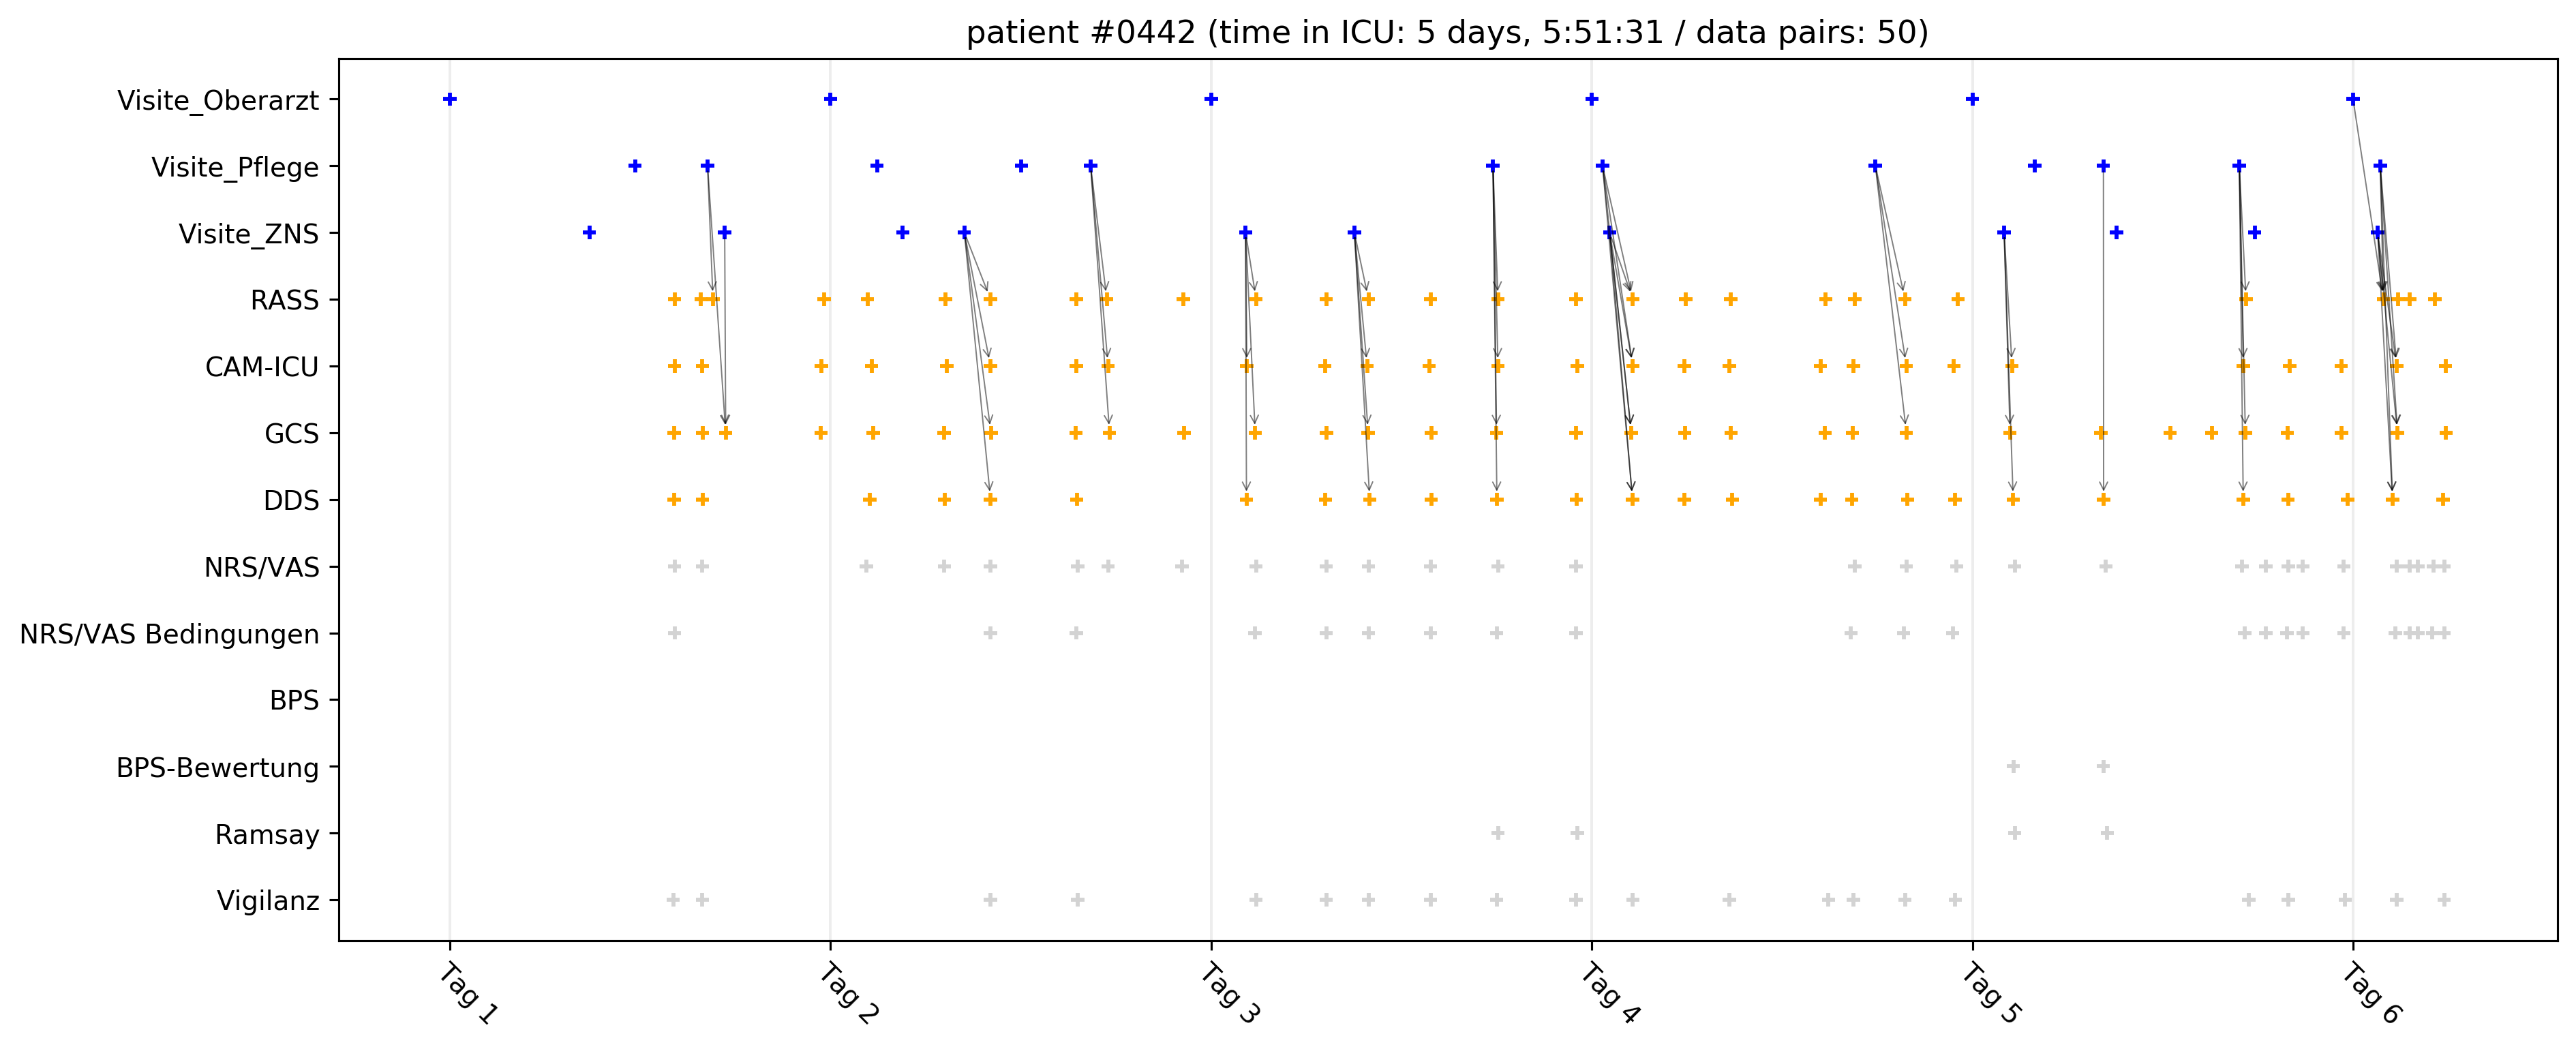 patient #0442 (time in ICU: 5 days, 5:51:31 / data pairs: 50)
Visite_Oberarzt
Visite_Pflege
Visite_ZNS
RASS
CAM-ICU
GCS
DDS
NRS/VAS
NRS/VAS Bedingungen
BPS
BPS-Bewertung
Ramsay
Vigilanz
Tag 1
Tag 2
Tag 3
Tag 4
Tag 5
Tag 6